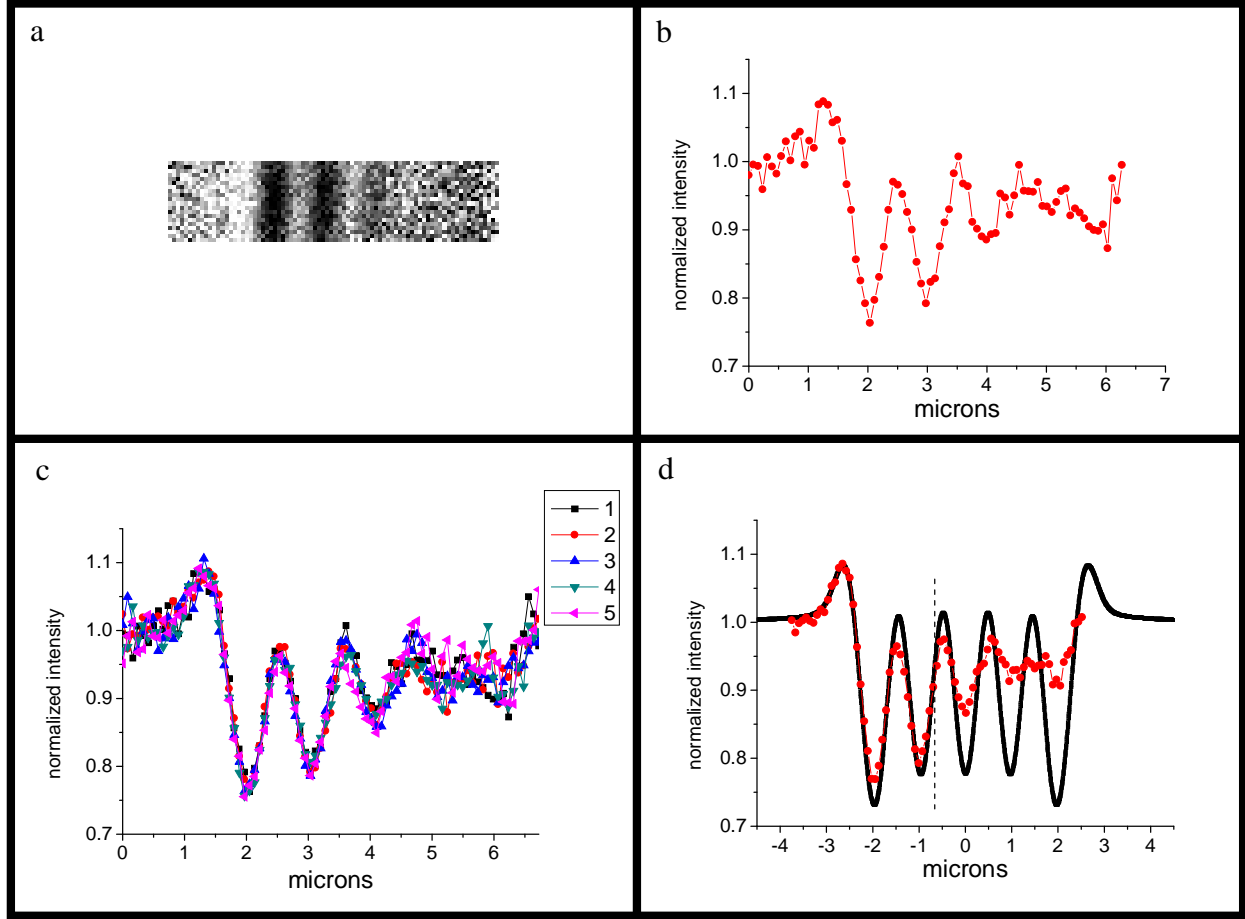 a
b
normalized intensity
1.1
1.0
0.9
0.8
0.7
0 1 2 3 4 5 6 7
microns
c
1
2
3
4
5
normalized intensity
1.1
1.0
0.9
0.8
0.7
0 1 2 3 4 5 6
microns
d
normalized intensity
1.1
1.0
0.9
0.8
0.7
-4 -3 -2 -1 0 1 2 3 4
microns